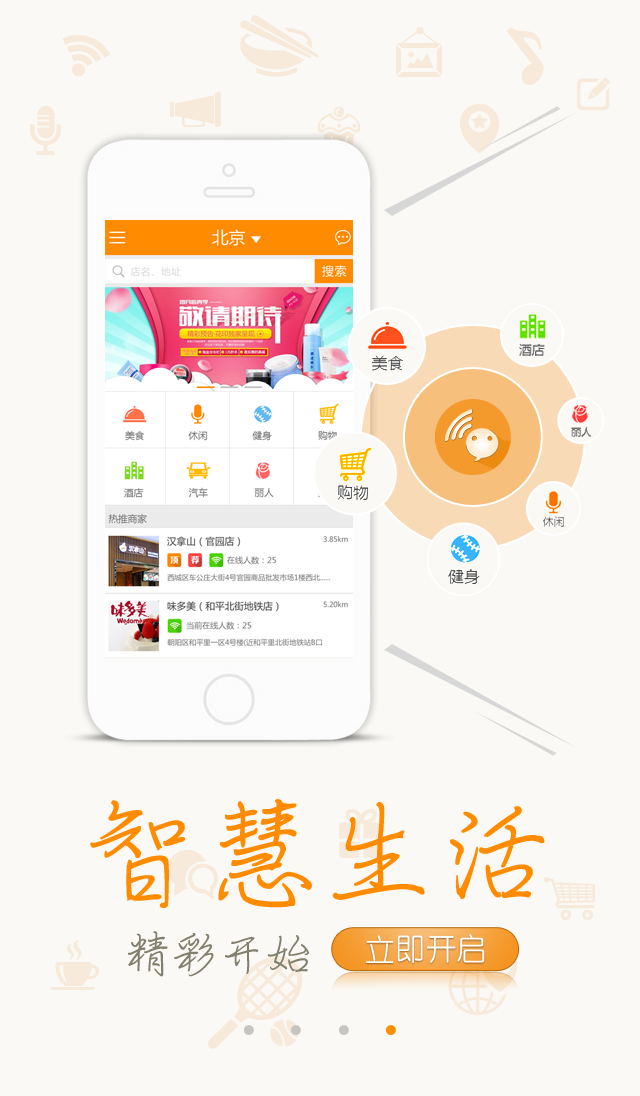 北京
店名、地址
搜索
敬请期待
美食
休闲
健身
购物
酒店
汽车
丽人
热推商家
汉拿山（官园店） 3.85km
顶 荐 在线人数：25
西城区车公庄大街4号官园商品批发市场1楼西北......
味多美（和平北街地铁店） 5.20km
当前在线人数：25
朝阳区和平里一区4号楼(近和平里北街地铁站B口
味多美
美食
酒店
丽人
休闲
健身
购物
智慧生活
精彩开始
立即开启